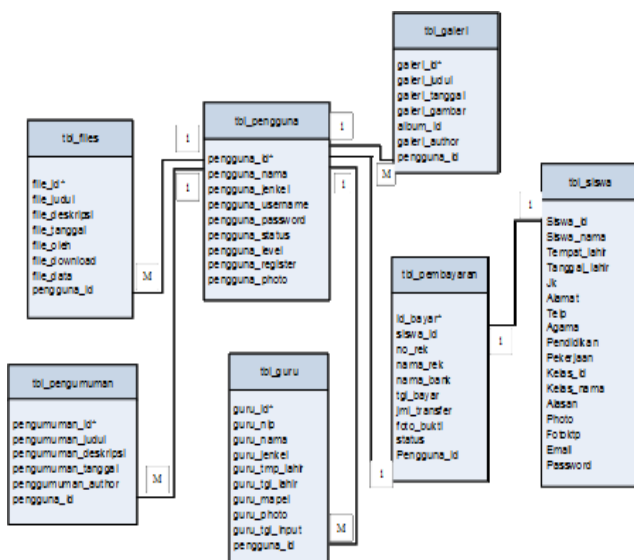 tbl_galeri
galeri_id*
galeri_judul
galeri_tanggal
galeri_gambar
album_id
galeri_author
pengguna_id
tbl_pengguna
pengguna_id*
pengguna_nama
pengguna_jenkel
pengguna_username
pengguna_password
pengguna_status
pengguna_level
pengguna_register
pengguna_photo
tbl_files
file_id*
file_judul
file_deskripsi
file_tanggal
file_oleh
file_download
file_data
pengguna_id
tbl_siswa
Siswa_id
Siswa_nama
Tempat_lahir
Tanggal_lahir
Jk
Alamat
Telp
Agama
Pendidikan
Pekerjaan
Kelas_id
Kelas_nama
Alasan
Photo
Fotoktp
Email
Password
tbl_pembayaran
id_bayar*
siswa_id
no_rek
nama_rek
nama_bank
tgl_bayar
jml_transfer
foto_bukti
status
Pengguna_id
tbl_pengumuman
pengumuman_id*
pengumuman_judul
pengumuman_deskripsi
pengumuman_tanggal
penggumuman_author
pengguna_id
tbl_guru
guru_id*
guru_nip
guru_nama
guru_jenkel
guru_tmp_lahir
guru_tgl_lahir
guru_mapel
guru_photo
guru_tgl_input
pengguna_id
1
1
1
1
M
M
M
M
1
1
1